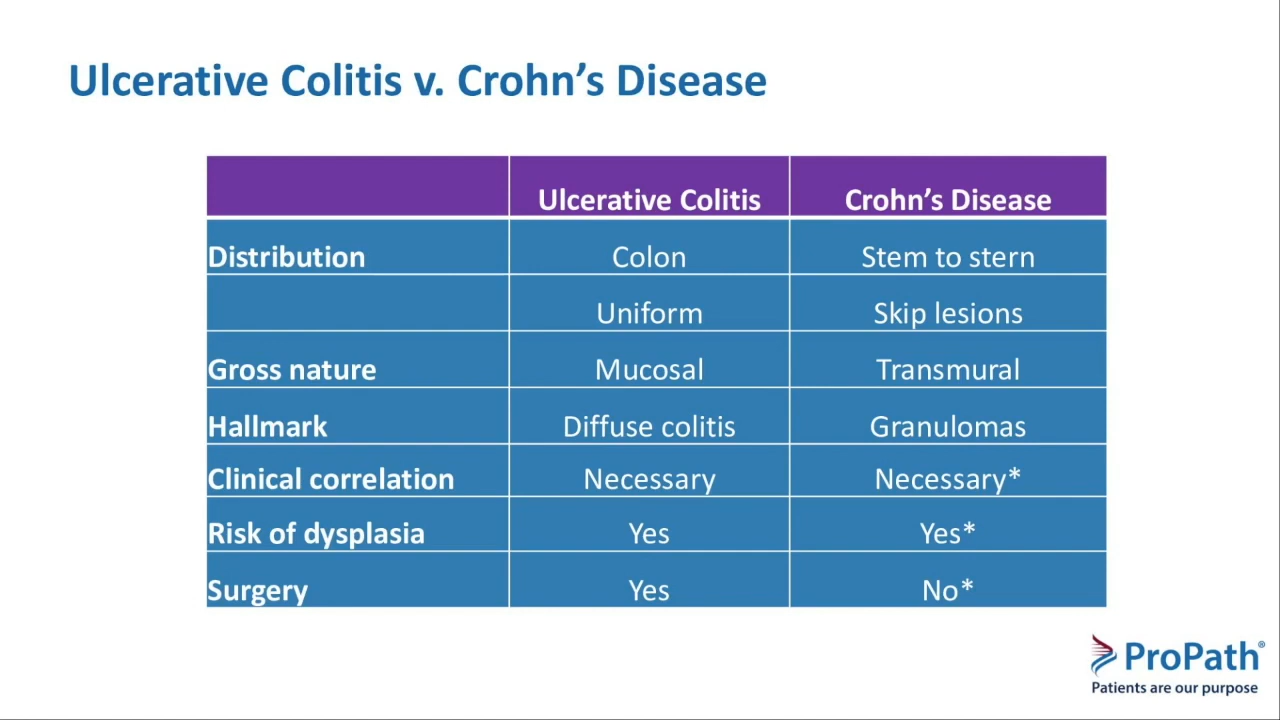 Ulcerative Colitis v. Crohn’s Disease
Ulcerative Colitis Crohn’s Disease
Distribution Colon Stem to stern
Uniform Skip lesions
Gross nature Mucosal Transmural
Hallmark Diffuse colitis Granulomas
Clinical correlation Necessary Necessary*
Risk of dysplasia Yes Yes*
Surgery Yes No*
ProPath®
Patients are our purpose